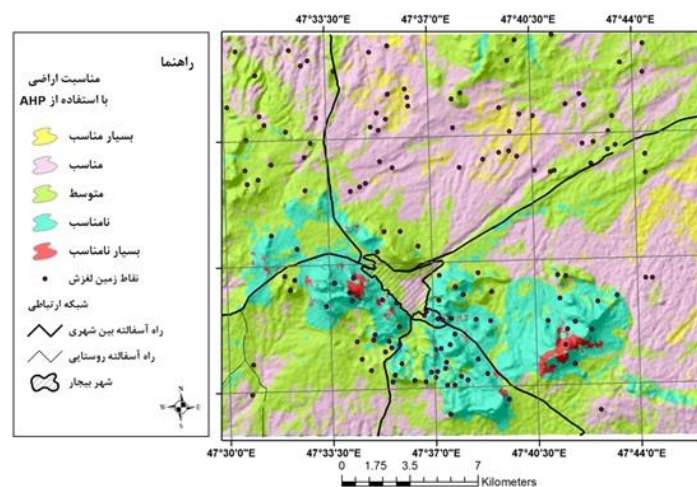 راهنما
مناسبت اراضی
با استفاده از AHP
بسیار مناسب
مناسب
متوسط
نامناسب
بسیار نامناسب
نقاط زمین لغزش
شبکه ارتباطی
راه آسفالته بین شهری
راه آسفالته روستایی
شهر بیجار
N
W E
S
47°33'30"E 47°37'0"E 47°40'30"E 47°44'0"E
47°30'0"E 47°33'30"E 47°37'0"E 47°40'30"E 47°44'0"E
0 1.75 3.5 7
Kilometers